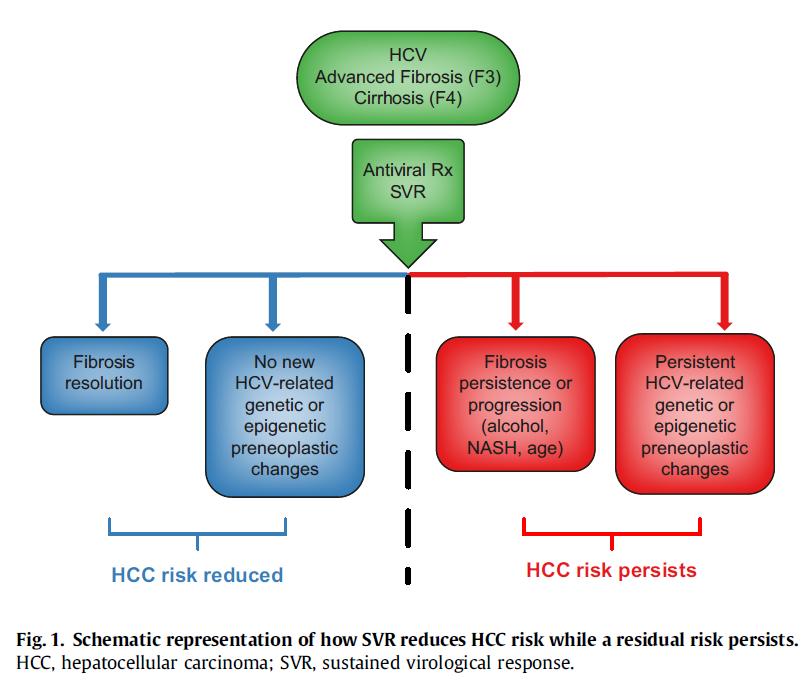 HCV
Advanced Fibrosis (F3)
Cirrhosis (F4)
Antiviral Rx
SVR
Fibrosis
resolution
No new
HCV-related
genetic or
epigenetic
preneoplastic
changes
Fibrosis
persistence or
progression
(alcohol,
NASH, age)
Persistent
HCV-related
genetic or
epigenetic
preneoplastic
changes
HCC risk reduced
HCC risk persists
Fig. 1. Schematic representation of how SVR reduces HCC risk while a residual risk persists.
HCC, hepatocellular carcinoma; SVR, sustained virological response.